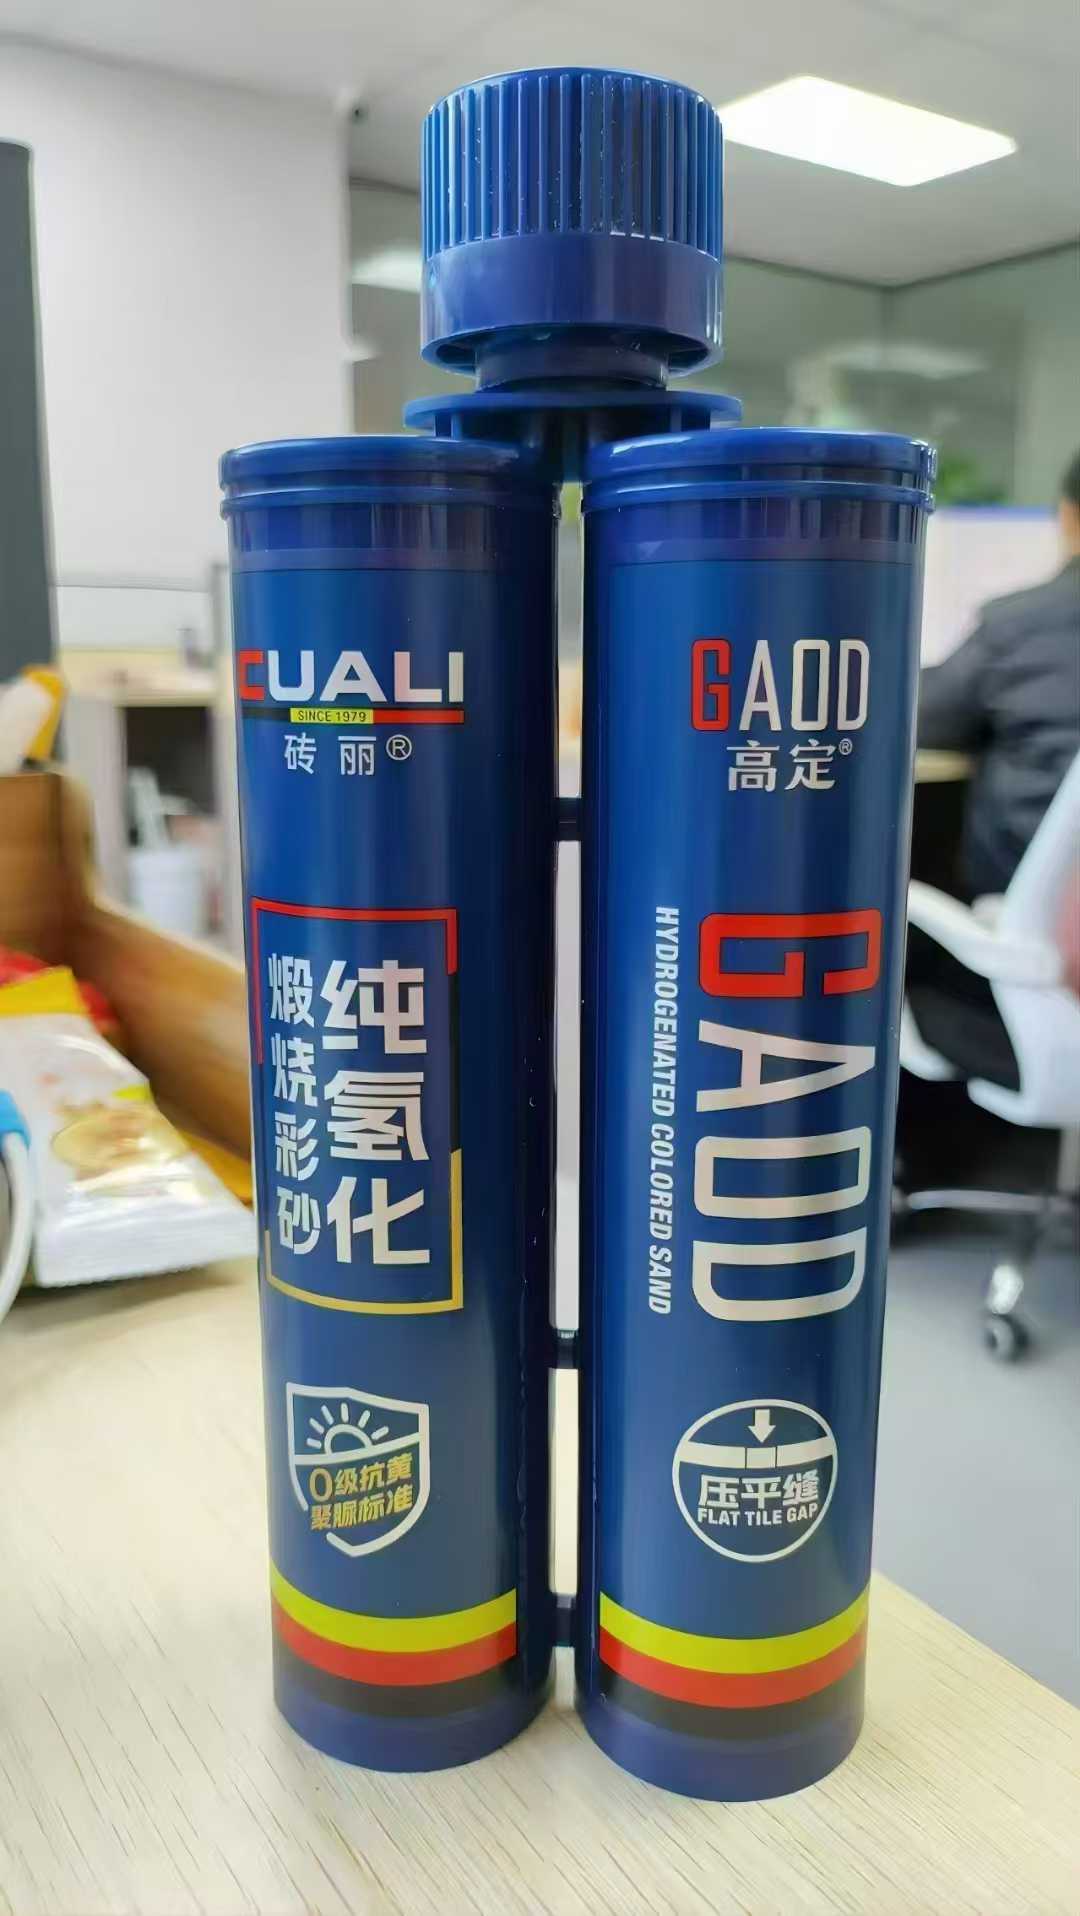 CUALI
SINCE 1979
砖丽®
纯氢化
煅烧彩砂
0级抗黄
聚脲标准
GAOD
高定®
GAOD
HYDROGENATED COLORED SAND
压平缝
FLAT TILE GAP